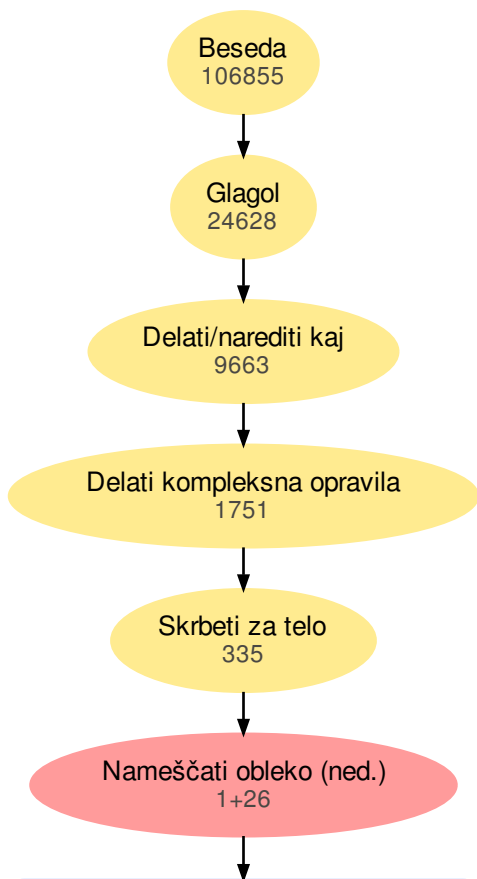 Beseda
106855
Glagol
24628
Delati/narediti kaj
9663
Delati kompleksna opravila
1751
Skrbeti za telo
335
Nameščati obleko (ned.)
1+26